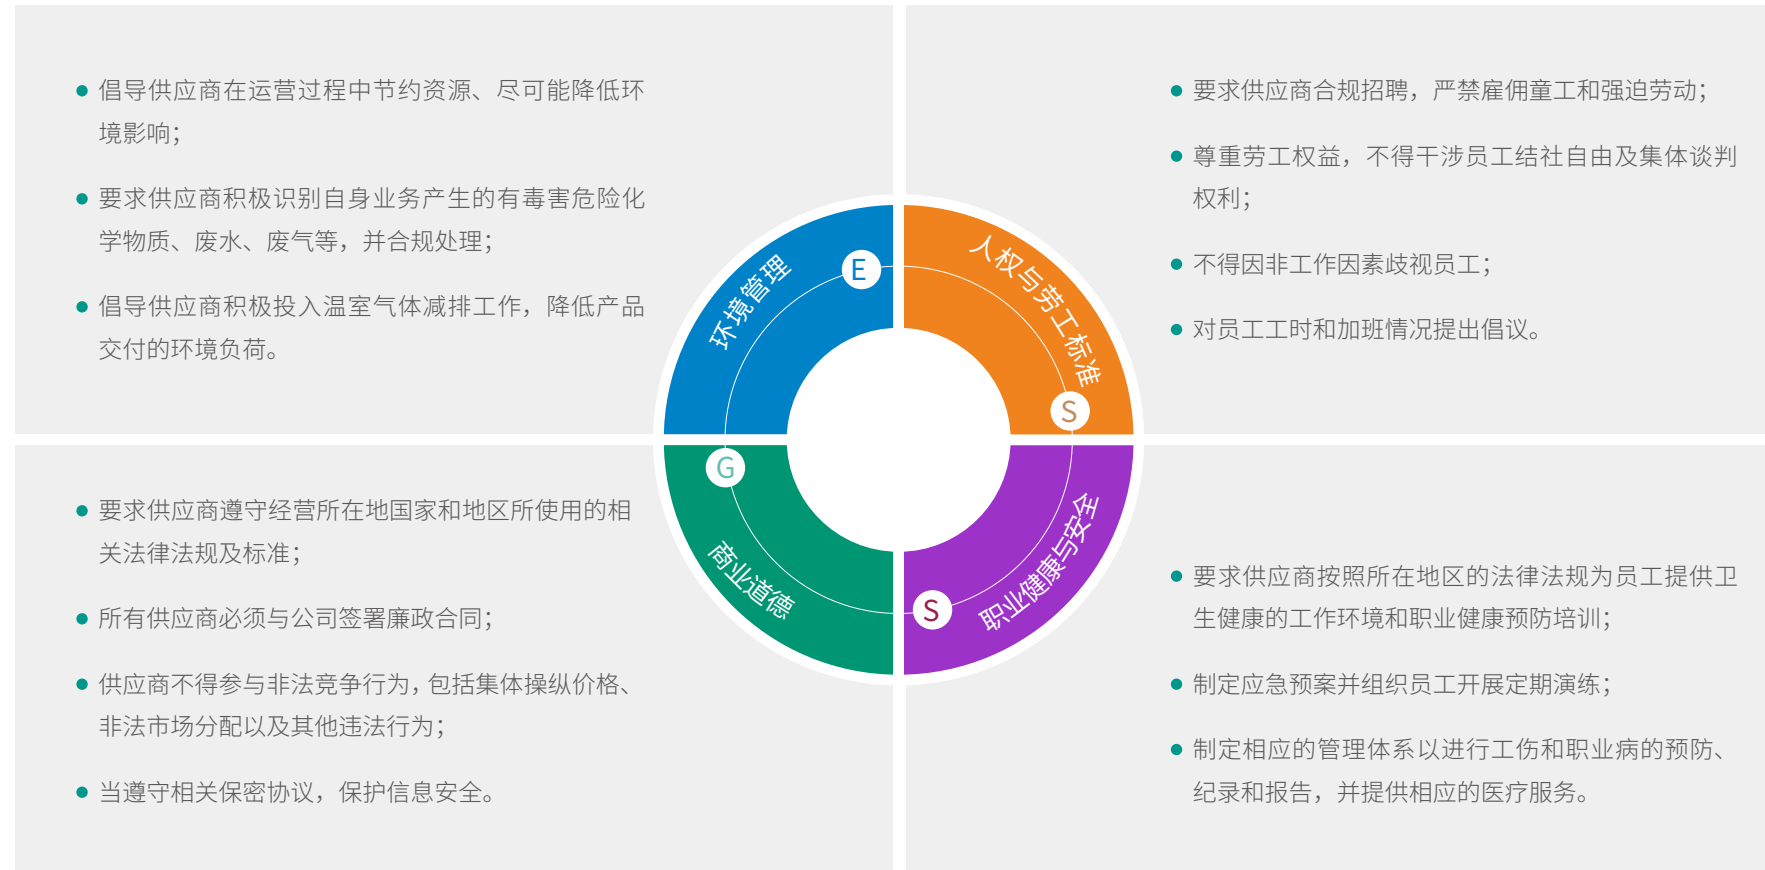 倡导供应商在运营过程中节约资源、尽可能降低环
境影响；
要求供应商积极识别自身业务产生的有毒害危险化
学物质、废水、废气等，并合规处理；
倡导供应商积极投入温室气体减排工作，降低产品
交付的环境负荷。
要求供应商合规招聘，严禁雇佣童工和强迫劳动；
尊重劳工权益，不得干涉员工结社自由及集体谈判
权利；
不得因非工作因素歧视员工；
对员工工时和加班情况提出倡议。
环境管理
E
人权与劳工标准
S
G
商业道德
S
职业健康与安全
要求供应商遵守经营所在地国家和地区所使用的相
关法律法规及标准；
所有供应商必须与公司签署廉政合同；
供应商不得参与非法竞争行为，包括集体操纵价格、
非法市场分配以及其他违法行为；
当遵守相关保密协议，保护信息安全。
要求供应商按照所在地区的法律法规为员工提供卫
生健康的工作环境和职业健康预防培训；
制定应急预案并组织员工开展定期演练；
制定相应的管理体系以进行工伤和职业病的预防、
纪录和报告，并提供相应的医疗服务。